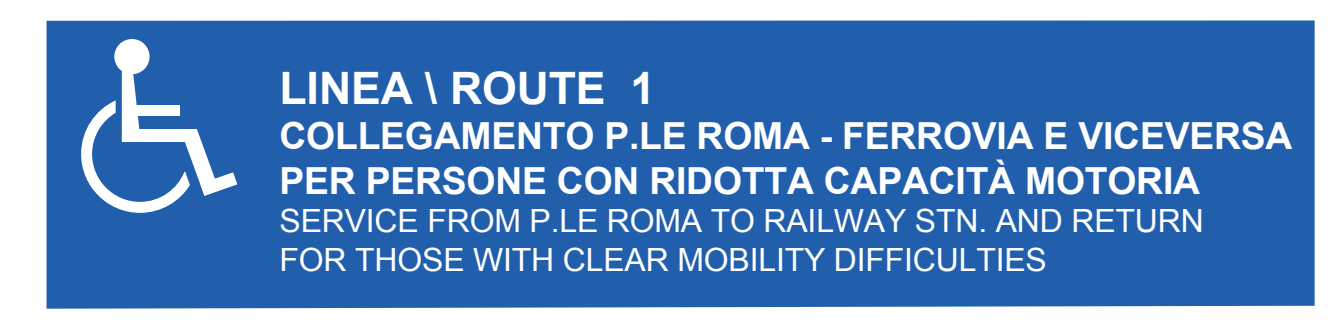 LINEA \ ROUTE 1
COLLEGAMENTO P.LE ROMA - FERROVIA E VICEVERSA
PER PERSONE CON RIDOTTA CAPACITÀ MOTORIA
SERVICE FROM P.LE ROMA TO RAILWAY STN. AND RETURN
FOR THOSE WITH CLEAR MOBILITY DIFFICULTIES